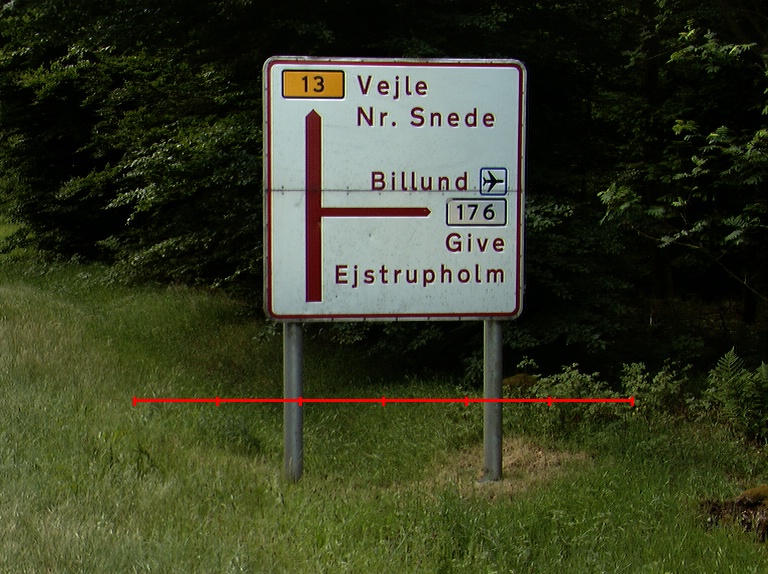 13 Vejle
Nr. Snede
Billund
176
Give
Ejstrupholm